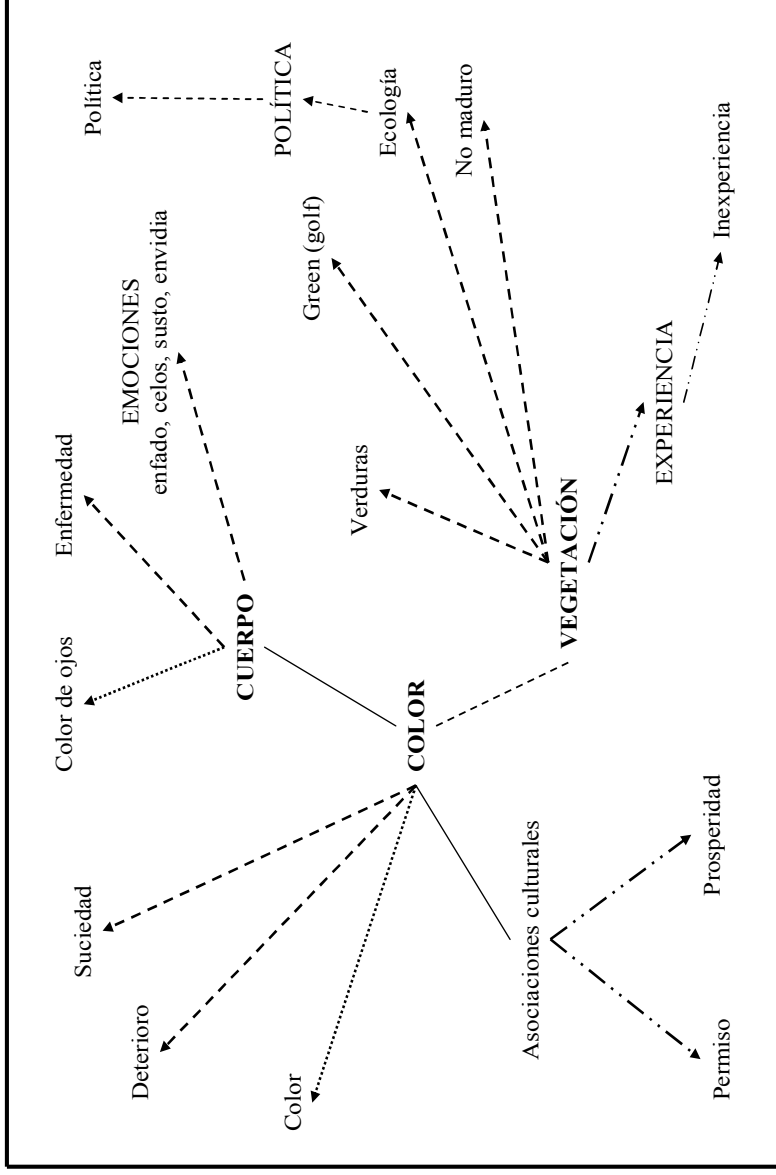 Color de ojos
Enfermedad
EMOCIONES
enfado, celos, susto, envidia
Política
POLÍTICA
Suciedad
Deterioro
Color
CUERPO
Verduras
Green (golf)
Ecología
No maduro
COLOR
VEGETACIÓN
Asociaciones culturales
EXPERIENCIA
Inexperiencia
Permiso
Prosperidad